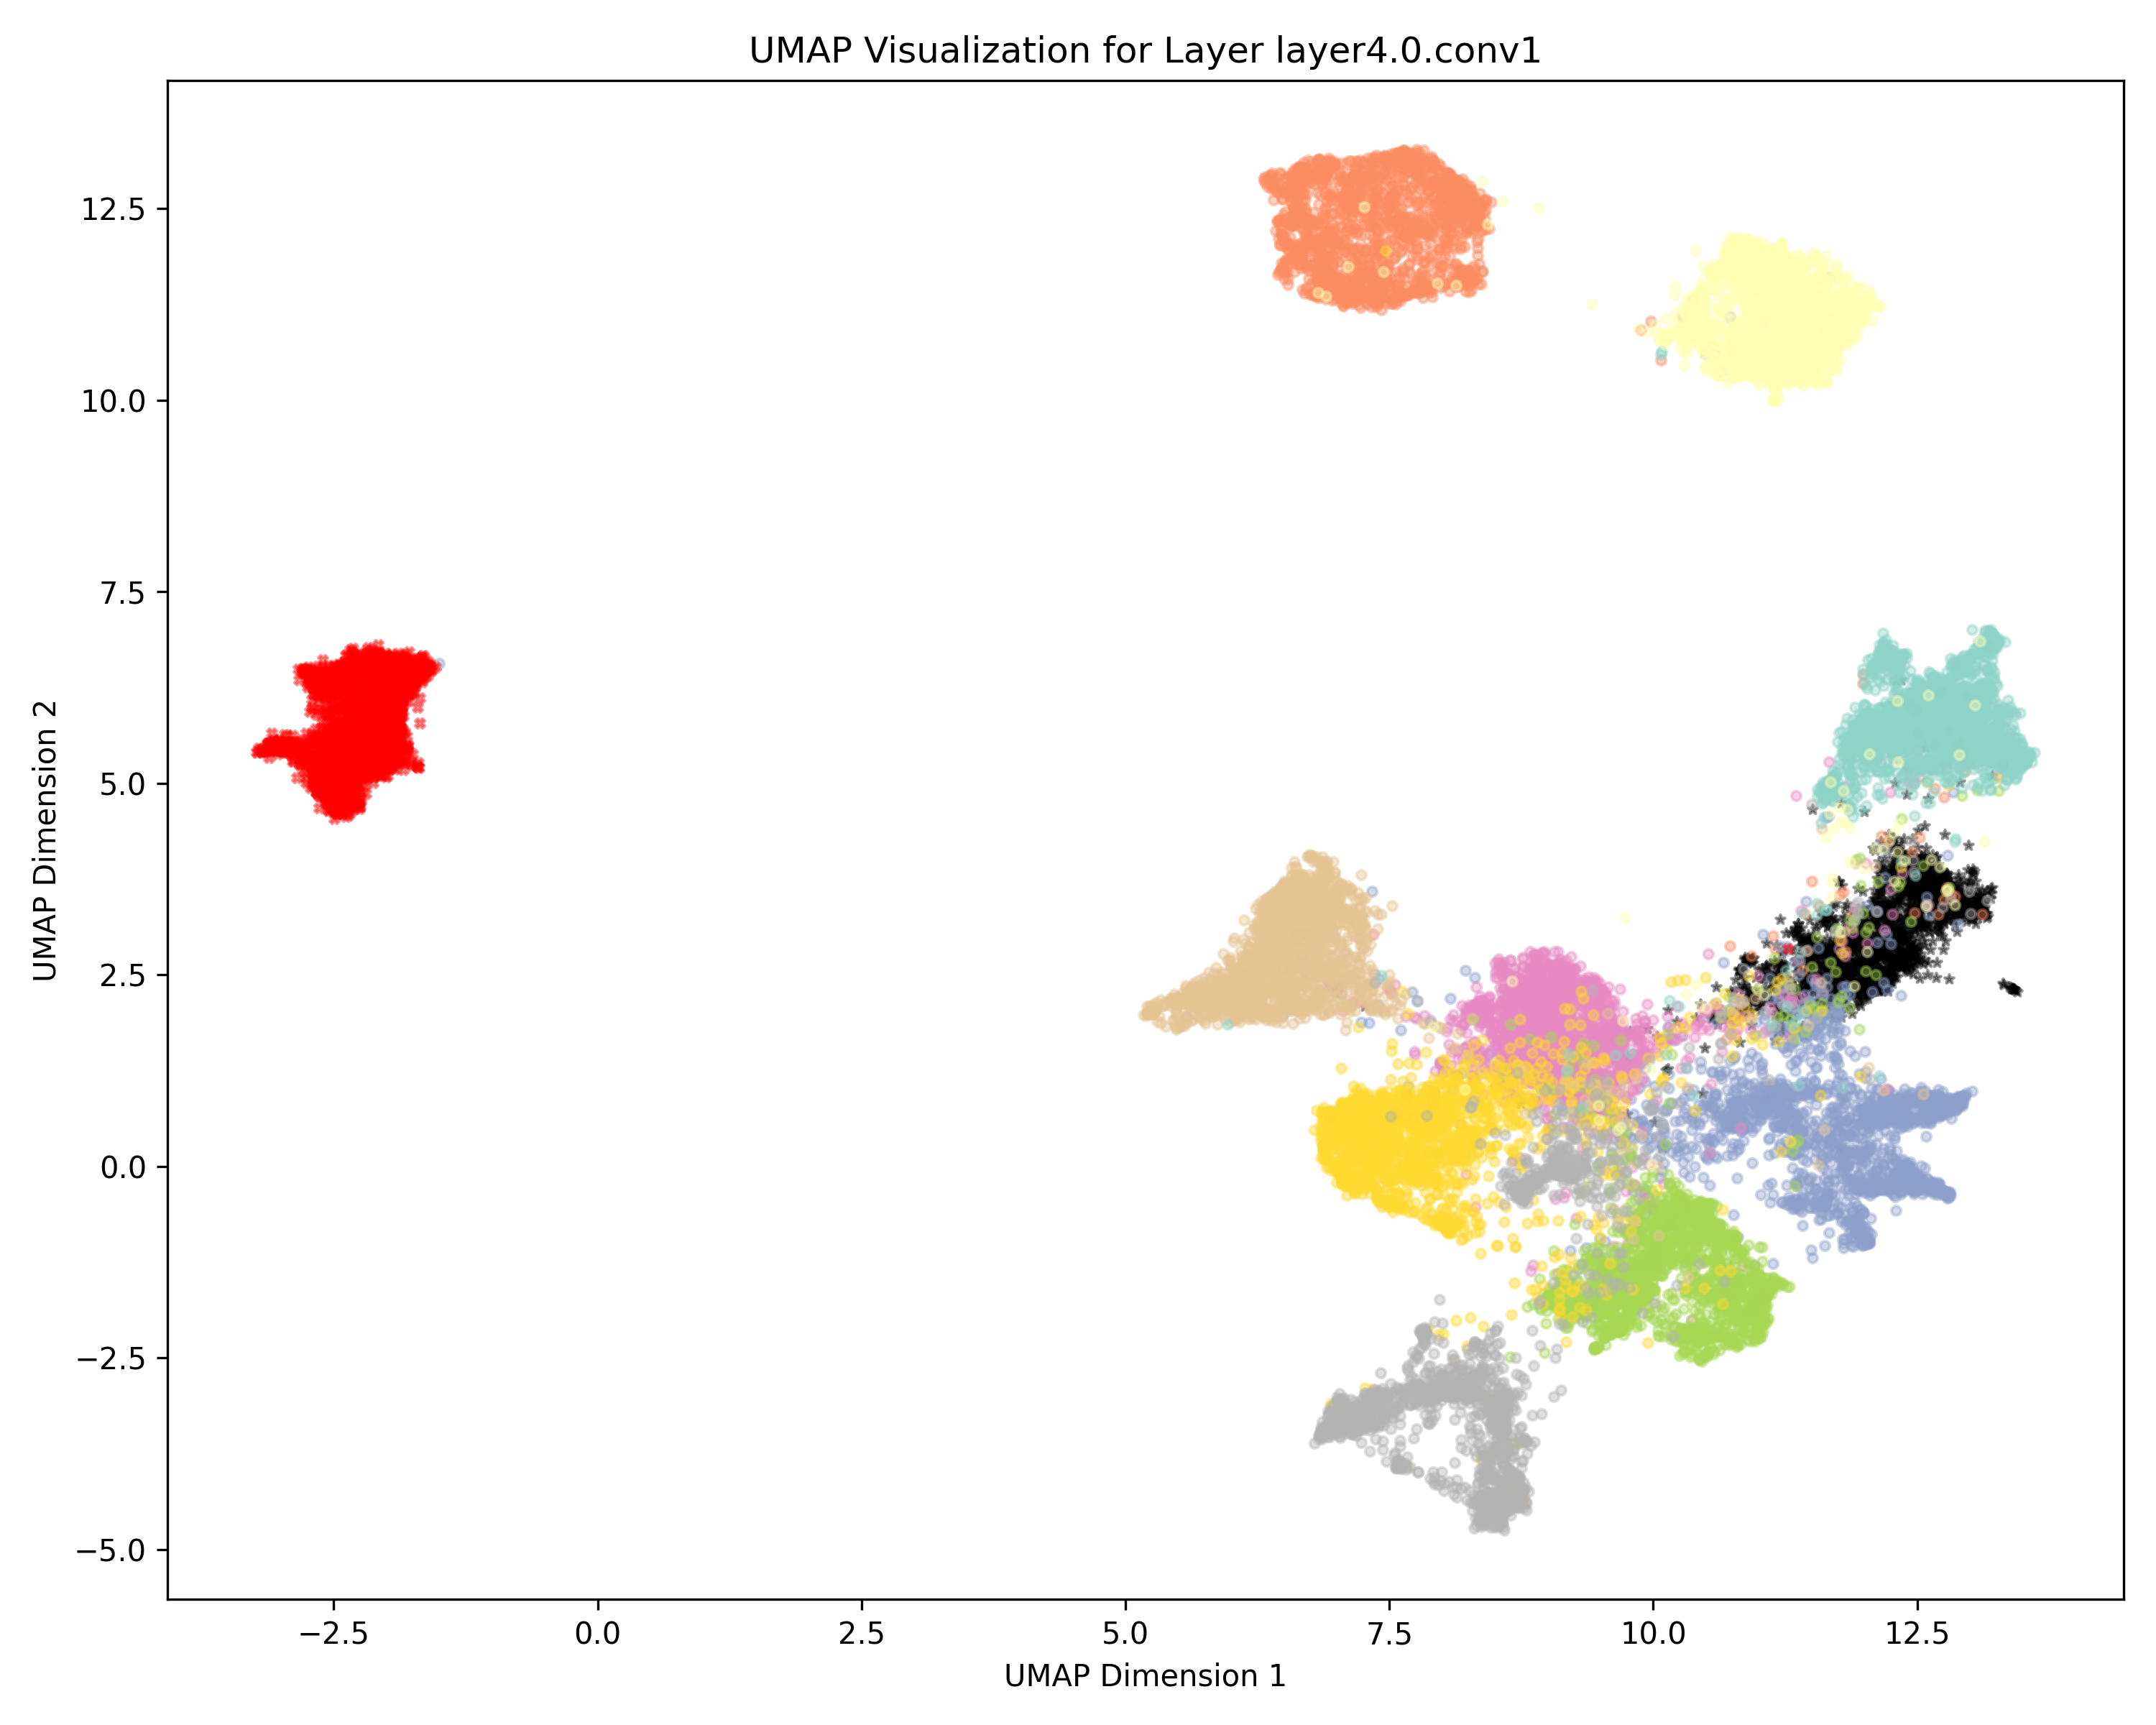 UMAP Visualization for Layer layer4.0.conv1
12.5
10.0
7.5
5.0
2.5
0.0
−2.5
−5.0
UMAP Dimension 2
−2.5 0.0 2.5 5.0 7.5 10.0 12.5
UMAP Dimension 1